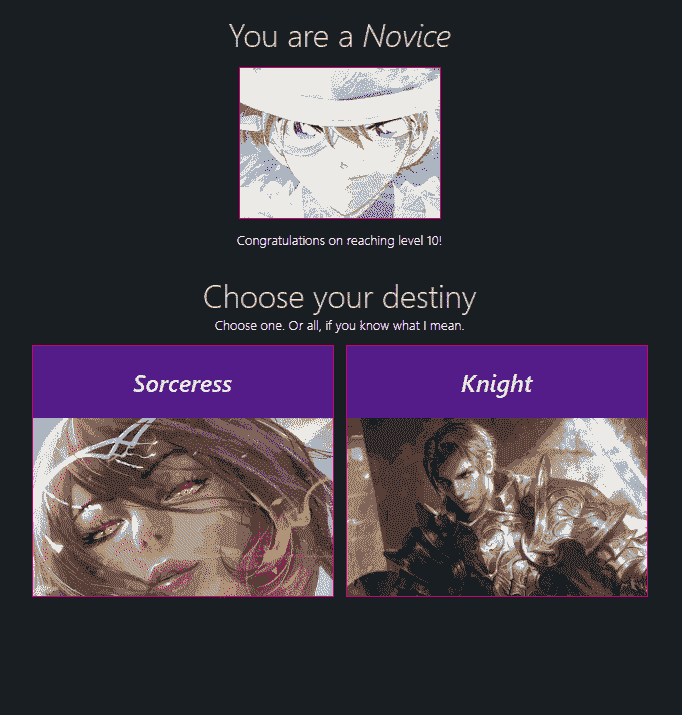 You are a Novice
Congratulations on reaching level 10!
Choose your destiny
Choose one. Or all, if you know what I mean.
Sorceress
Knight